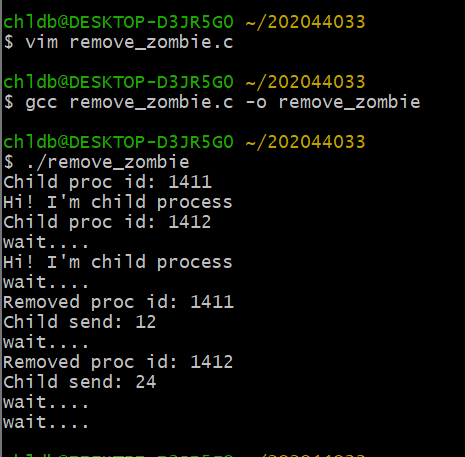 chldb@DESKTOP-D3JR5G0 ~/202044033
$ vim remove_zombie.c
chldb@DESKTOP-D3JR5G0 ~/202044033
$ gcc remove_zombie.c -o remove_zombie
chldb@DESKTOP-D3JR5G0 ~/202044033
$ ./remove_zombie
Child proc id: 1411
Hi! I'm child process
Child proc id: 1412
wait....
Hi! I'm child process
wait....
Removed proc id: 1411
Child send: 12
wait....
Removed proc id: 1412
Child send: 24
wait....
wait....